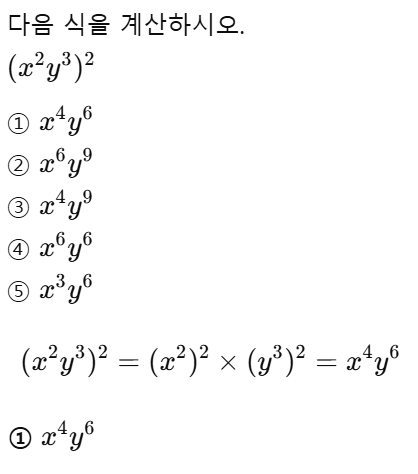 다음 식을 계산하시오.
(x²y³)²
① x⁴y⁶
② x⁶y⁹
③ x⁴y⁹
④ x⁶y⁶
⑤ x³y⁶
(x²y³)² = (x²)² × (y³)² = x⁴y⁶
① x⁴y⁶